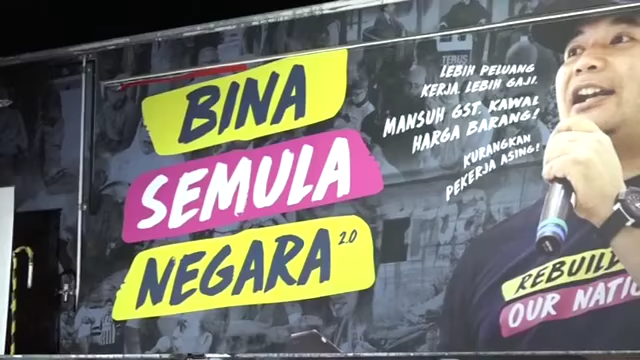 BINA
SEMULA
NEGARA 2.0
TERUS
LEBIH PELUANG
KERJA. LEBIH GAJI.
MANSUH GST. KAWAL
HARGA BARANG!
KURANGKAN
PEKERJA ASING!
REBUILD
OUR NATI